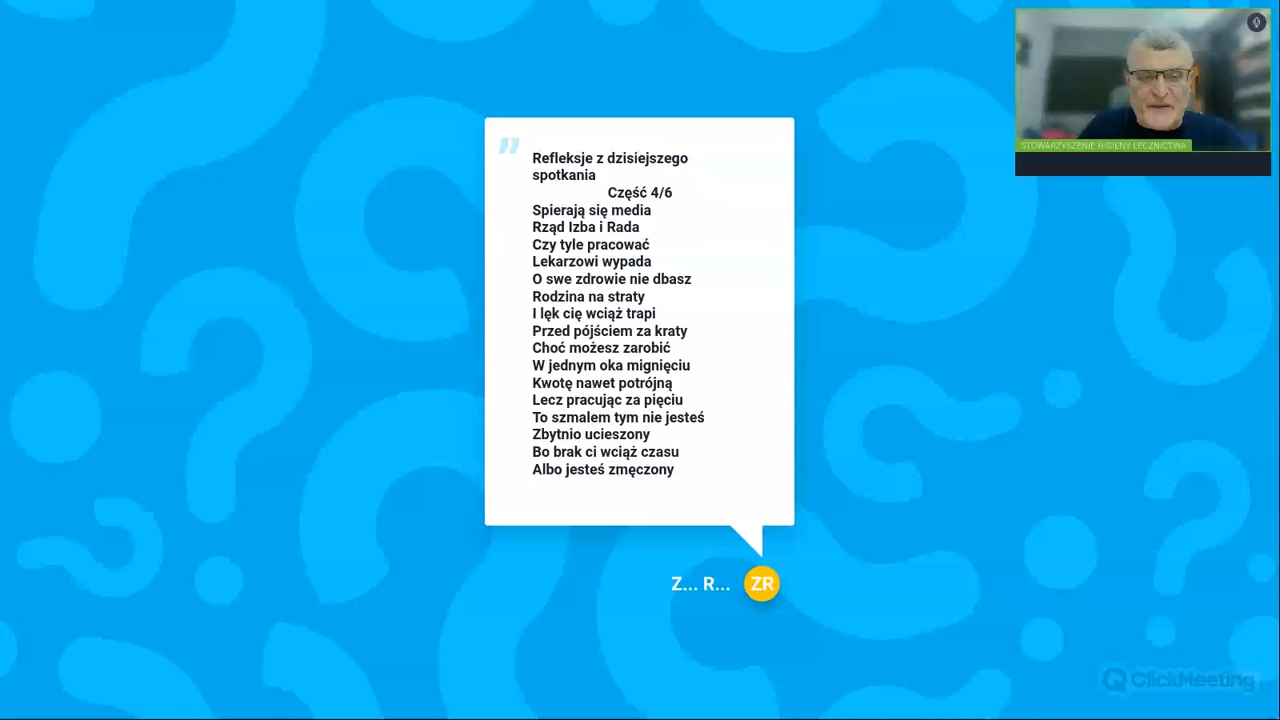 STOWARZYSZENIE HIGIENY LECZNICTWA
"
Refleksje z dzisiejszego
spotkania
Część 4/6
Spierają się media
Rząd Izba i Rada
Czy tyle pracować
Lekarzowi wypada
O swe zdrowie nie dbasz
Rodzina na straty
I lęk cię wciąż trapi
Przed pójściem za kraty
Choć możesz zarobić
W jednym oka mignięciu
Kwotę nawet potrójną
Lecz pracując za pięciu
To szmalem tym nie jesteś
Zbytnio ucieszony
Bo brak ci wciąż czasu
Albo jesteś zmęczony
Z... R... ZR
ClickMeeting